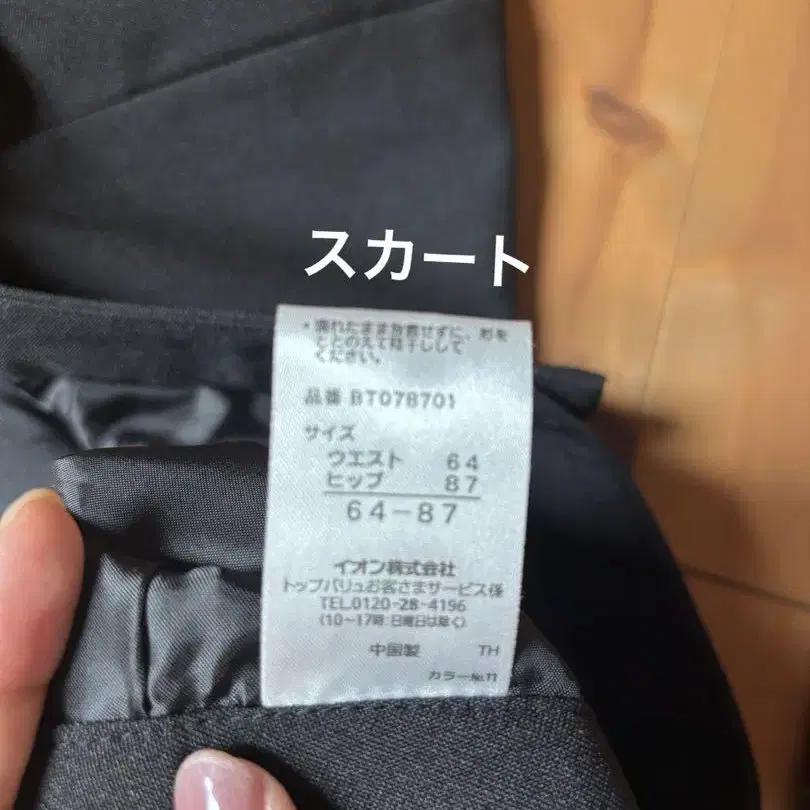 スカート
・濡れたまま放置せずに、形を
ととのえて陰干ししてください。
品番 BT078701
サイズ
ウエスト 64
ヒップ 87
64-87
イオン株式会社
トップバリュお客さまサービス係
TEL.0120-28-4196
(10〜17時:日曜日は除く)
中国製 TH
カラーNo.11